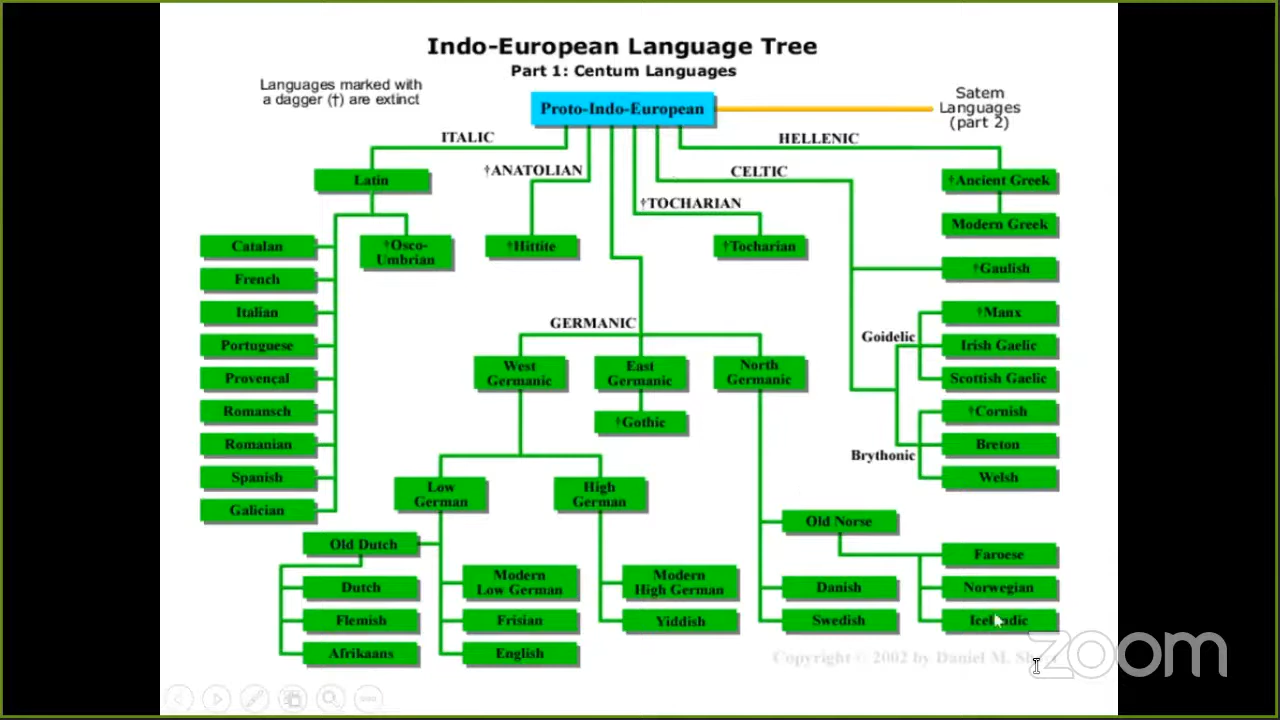 Indo-European Language Tree
Part 1: Centum Languages
Languages marked with
a dagger (†) are extinct
Proto-Indo-European
Satem
Languages
(part 2)
ITALIC
HELLENIC
†ANATOLIAN
CELTIC
Latin
†Ancient Greek
†TOCHARIAN
Modern Greek
Catalan
†Osco-
Umbrian
†Hittite
†Tocharian
†Gaulish
French
Italian
†Manx
GERMANIC
Goidelic
Portuguese
Irish Gaelic
West
Germanic
East
Germanic
North
Germanic
Provençal
Scottish Gaelic
Romansch
†Gothic
†Cornish
Romanian
Breton
Brythonic
Spanish
Welsh
Low
German
High
German
Galician
Old Norse
Old Dutch
Faroese
Modern
Low German
Modern
High German
Dutch
Danish
Norwegian
Flemish
Frisian
Yiddish
Swedish
Icelandic
Afrikaans
English
Copyright © 2002 by Daniel M.
zoom